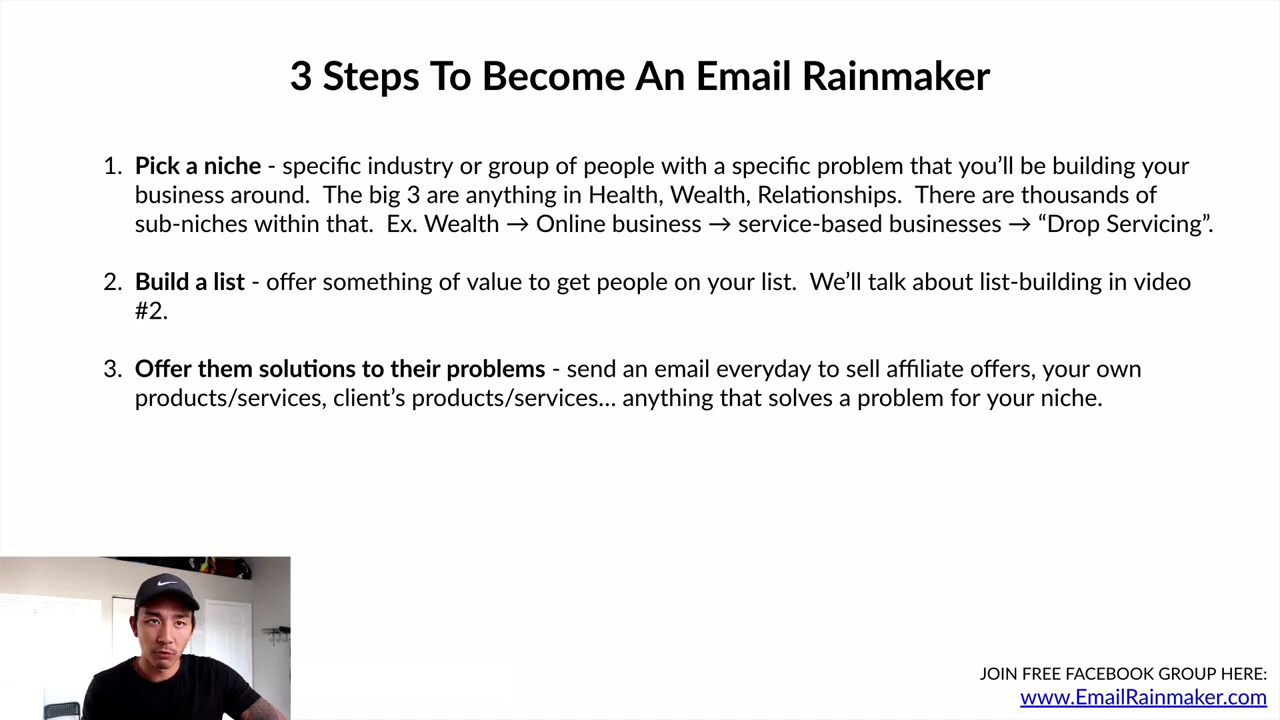 3 Steps To Become An Email Rainmaker
1. Pick a niche - specific industry or group of people with a specific problem that you’ll be building your
business around. The big 3 are anything in Health, Wealth, Relationships. There are thousands of
sub-niches within that. Ex. Wealth → Online business → service-based businesses → “Drop Servicing”.
2. Build a list - offer something of value to get people on your list. We’ll talk about list-building in video
#2.
3. Offer them solutions to their problems - send an email everyday to sell affiliate offers, your own
products/services, client’s products/services... anything that solves a problem for your niche.
JOIN FREE FACEBOOK GROUP HERE:
www.EmailRainmaker.com